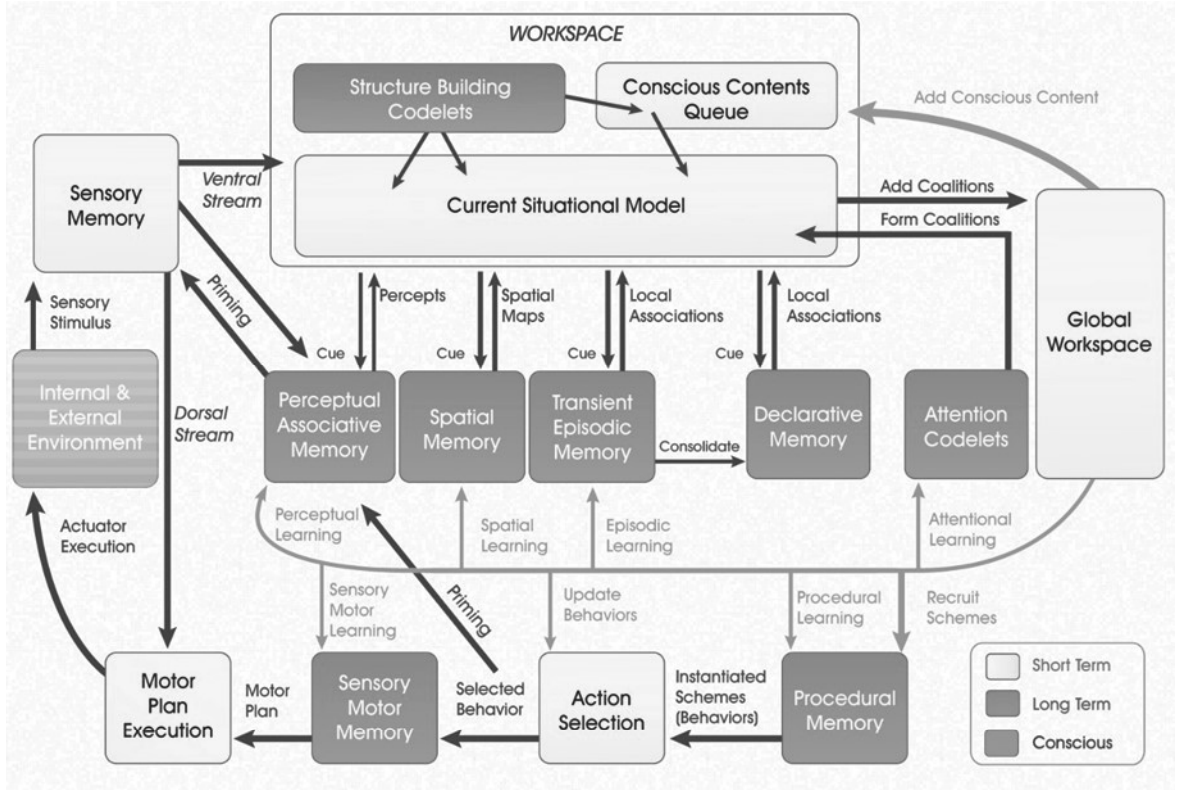 WORKSPACE
Structure Building
Codelets
Conscious Contents
Queue
Add Conscious Content
Sensory
Memory
Ventral
Stream
Current Situational Model
Add Coalitions
Form Coalitions
Global
Workspace
Priming
Sensory
Stimulus
Percepts
Spatial
Maps
Local
Associations
Local
Associations
Cue
Cue
Cue
Cue
Internal &
External
Environment
Dorsal
Stream
Perceptual
Associative
Memory
Spatial
Memory
Transient
Episodic
Memory
Consolidate
Declarative
Memory
Attention
Codelets
Actuator
Execution
Perceptual
Learning
Spatial
Learning
Episodic
Learning
Attentional
Learning
Sensory
Motor
Learning
Priming
Update
Behaviors
Procedural
Learning
Recruit
Schemes
Motor
Plan
Execution
Motor
Plan
Sensory
Motor
Memory
Selected
Behavior
Action
Selection
Instantiated
Schemes
(Behaviors)
Procedural
Memory
Short Term
Long Term
Conscious